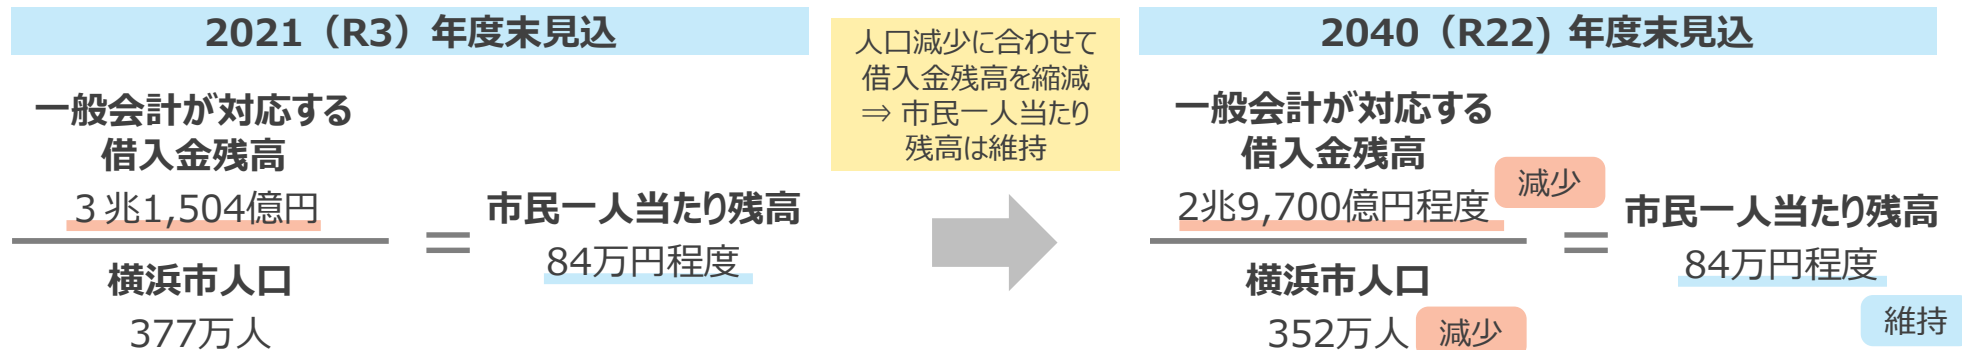 2021（R3）年度末見込
一般会計が対応する
借入金残高
３兆1,504億円
横浜市人口
377万人
＝
市民一人当たり残高
84万円程度
人口減少に合わせて
借入金残高を縮減
⇒ 市民一人当たり
残高は維持
2040（R22) 年度末見込
一般会計が対応する
借入金残高
2兆9,700億円程度
減少
横浜市人口
352万人
減少
＝
市民一人当たり残高
84万円程度
維持